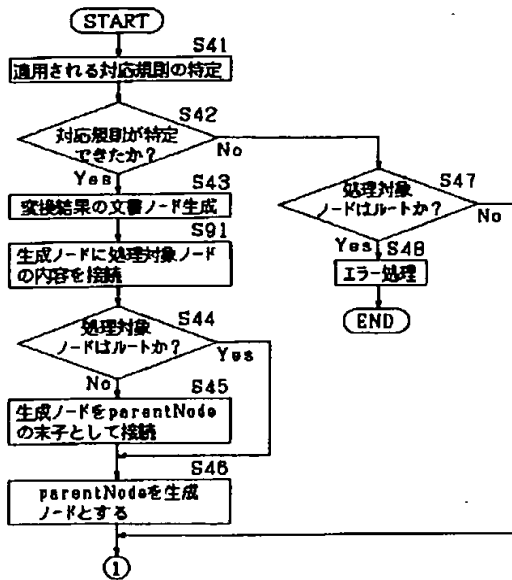 START
S41
適用される対応規則の特定
S42
対応規則が特定
できたか？
No
Yes
S43
変換結果の文書ノード生成
S91
生成ノードに処理対象ノード
の内容を接続
S44
処理対象
ノードはルートか？
Yes
No
S45
生成ノードをparentNode
の末子として接続
S46
parentNodeを生成
ノードとする
1
S47
処理対象
ノードはルートか？
No
Yes
S48
エラー処理
END